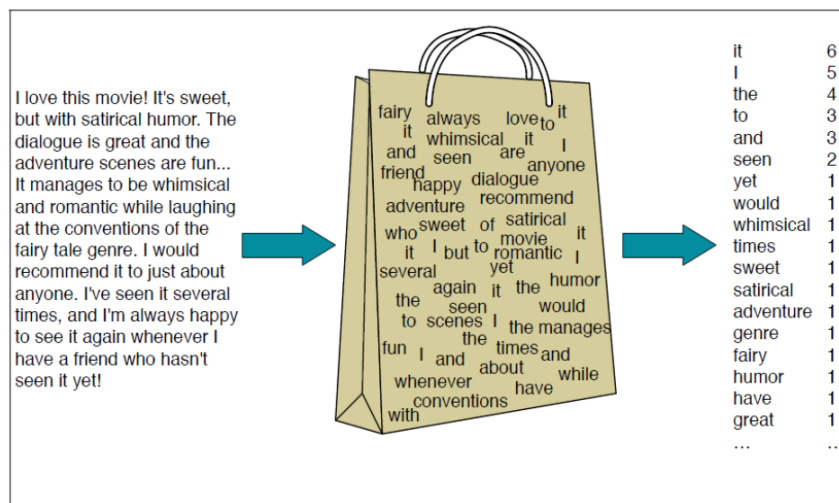 I love this movie! It's sweet,
but with satirical humor. The
dialogue is great and the
adventure scenes are fun...
It manages to be whimsical
and romantic while laughing
at the conventions of the
fairy tale genre. I would
recommend it to just about
anyone. I've seen it several
times, and I'm always happy
to see it again whenever I
have a friend who hasn't
seen it yet!
fairy always love to it
it whimsical it I
and seen are anyone
friend happy dialogue
adventure recommend
who sweet of satirical it
it I but to movie romantic I
several yet
again it the humor
the seen would
to scenes I the manages
the
fun I and times and
about while
whenever have
conventions
with
it 6
I 5
the 4
to 3
and 3
seen 2
yet 1
would 1
whimsical 1
times 1
sweet 1
satirical 1
adventure 1
genre 1
fairy 1
humor 1
have 1
great 1
... ..